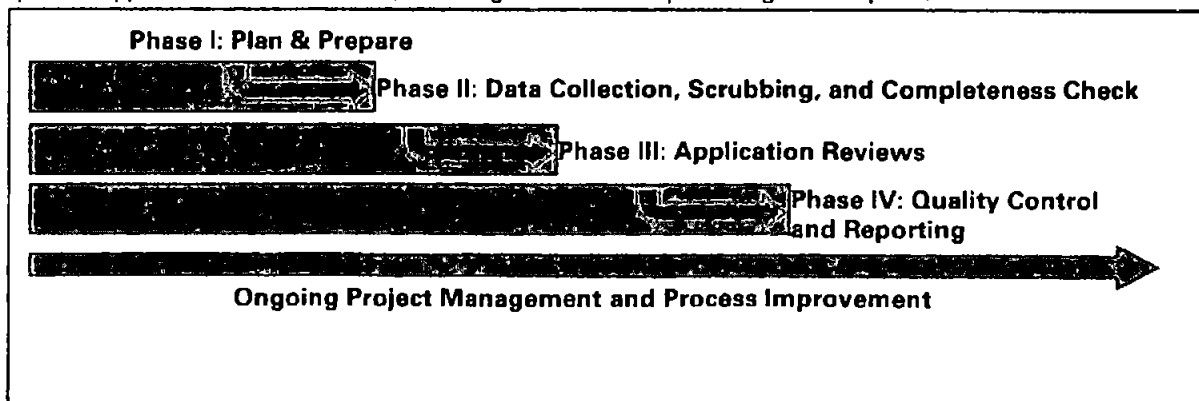 Phase I: Plan & Prepare
Phase II: Data Collection, Scrubbing, and Completeness Check
Phase III: Application Reviews
Phase IV: Quality Control
and Reporting
Ongoing Project Management and Process Improvement